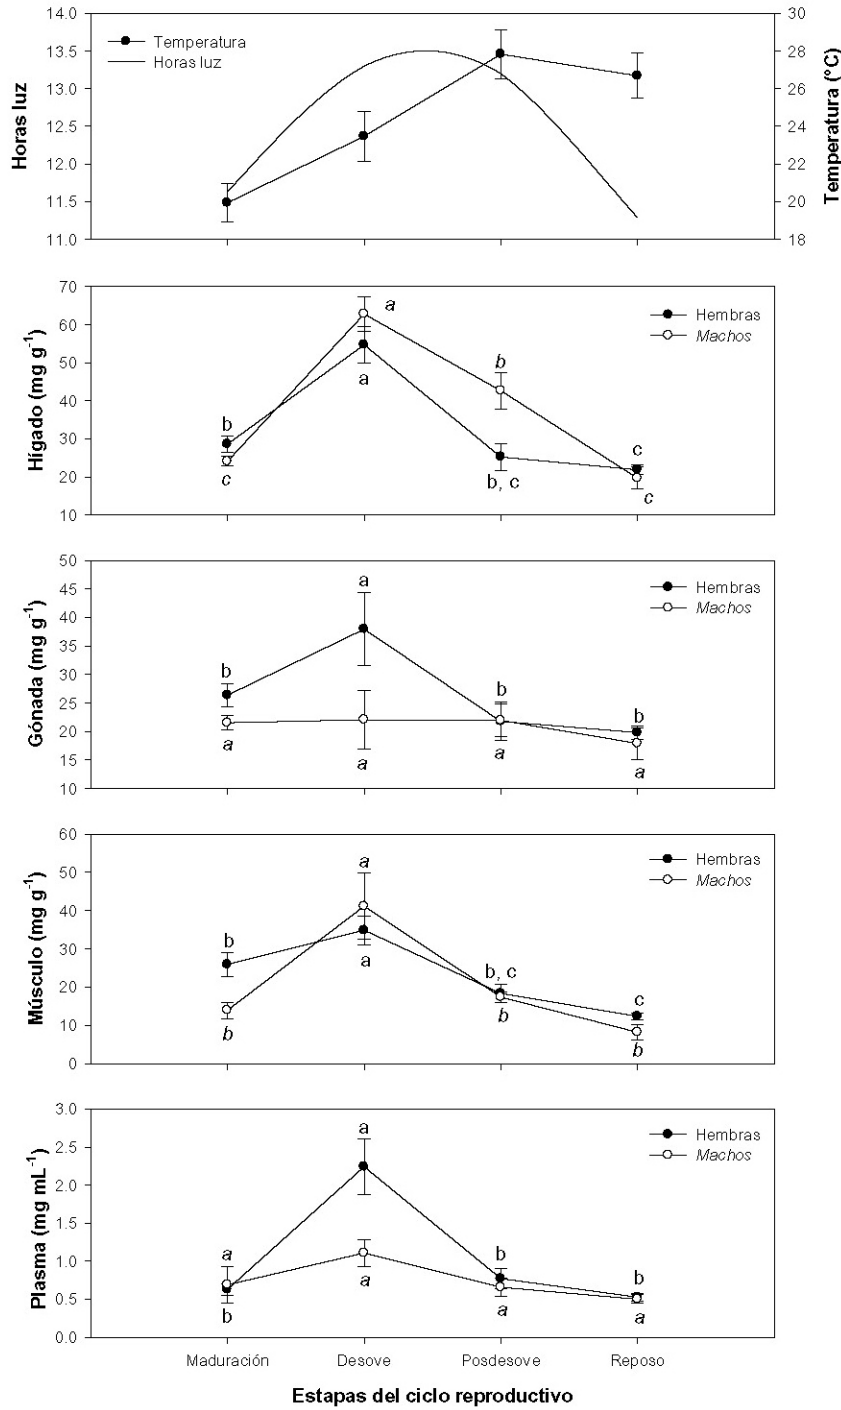 14.0
13.5
13.0
12.5
12.0
11.5
11.0
Horas luz
Temperatura
Horas luz
30
28
26
24
22
20
18
Temperatura (°C)
70
60
50
40
30
20
10
Hígado (mg g⁻¹)
Hembras
Machos
b
c
a
a
b
b, c
c
c
50
45
40
35
30
25
20
15
10
Gónada (mg g⁻¹)
Hembras
Machos
b
a
a
a
b
a
b
a
60
50
40
30
20
10
0
Músculo (mg g⁻¹)
Hembras
Machos
b
b
a
a
b, c
b
c
b
3.0
2.5
2.0
1.5
1.0
0.5
0.0
Plasma (mg mL⁻¹)
Hembras
Machos
a
b
a
a
b
a
b
a
Maduración Desove Posdesove Reposo
Estapas del ciclo reproductivo